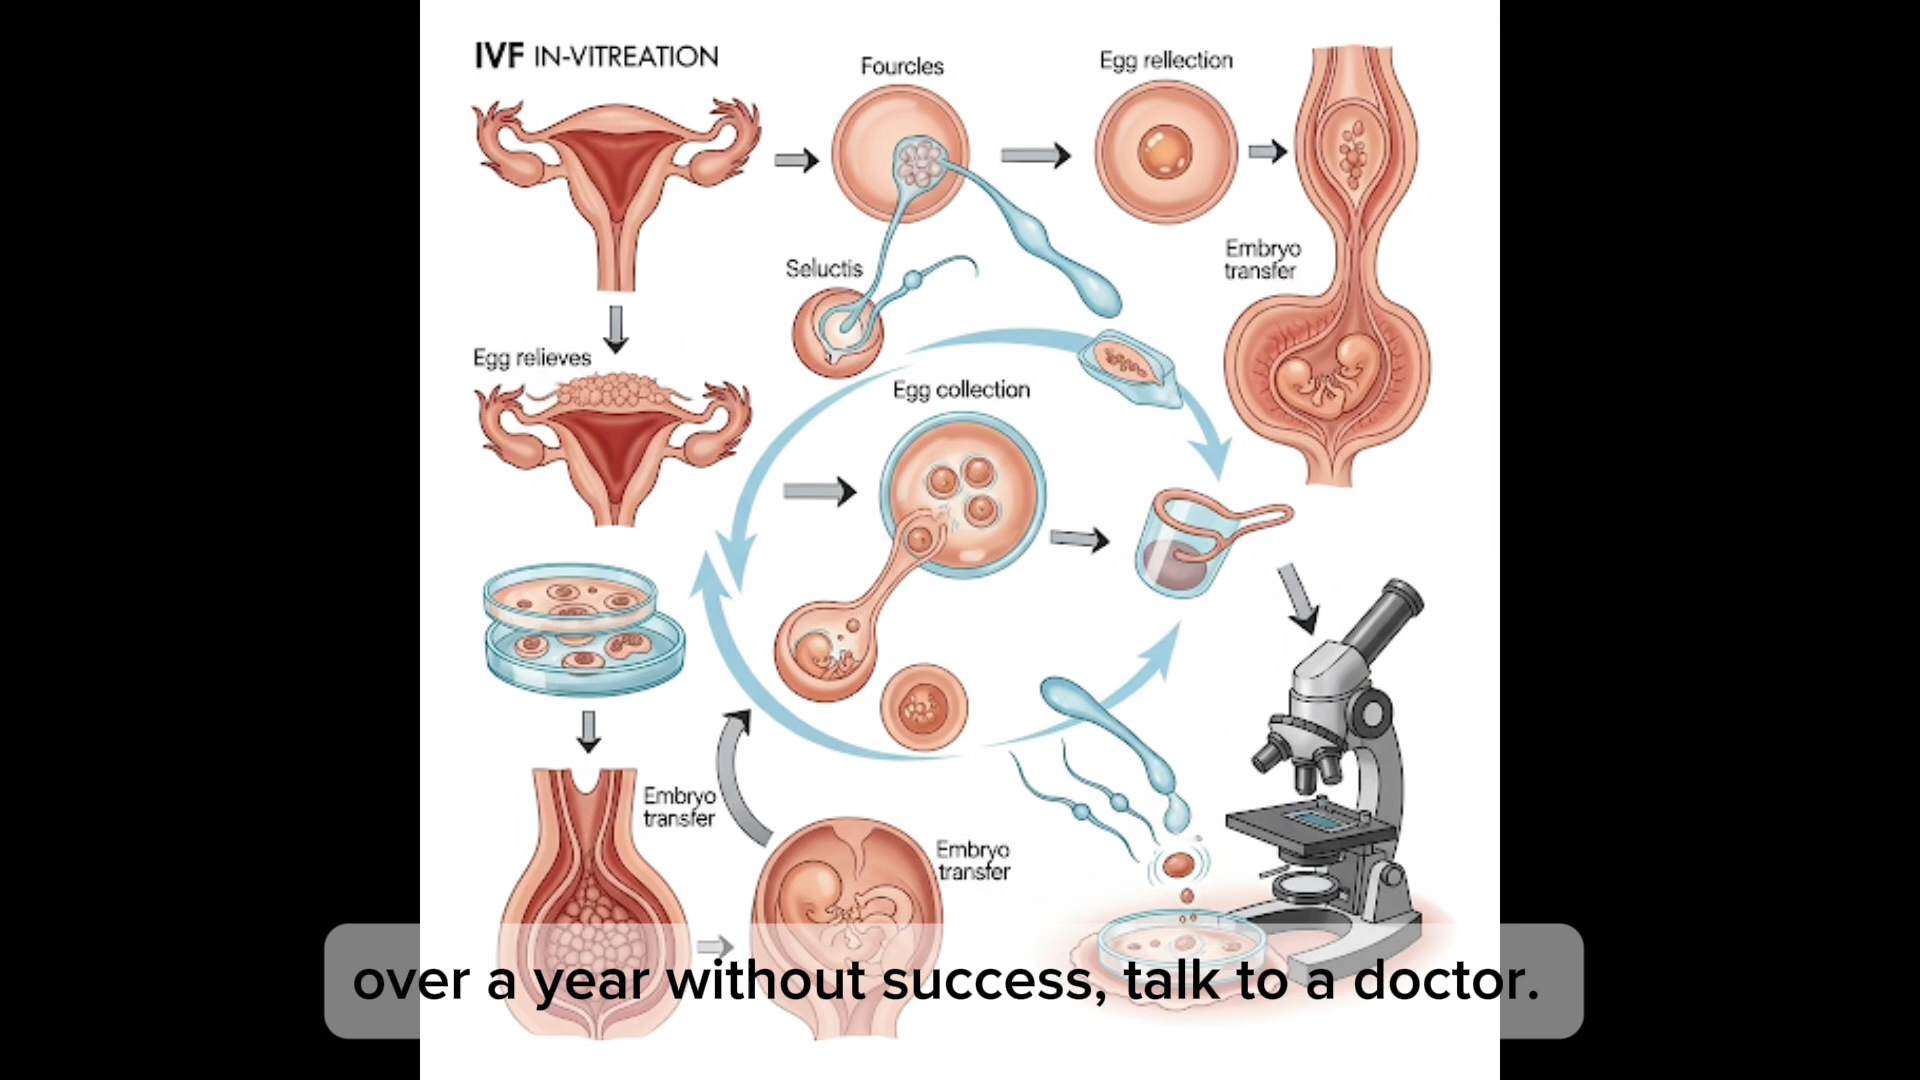 IVF IN-VITREATION
Fourcles
Egg rellection
Seluctis
Embryo
transfer
Egg relieves
Egg collection
Embryo
transfer
Embryo
transfer
over a year without success, talk to a doctor.